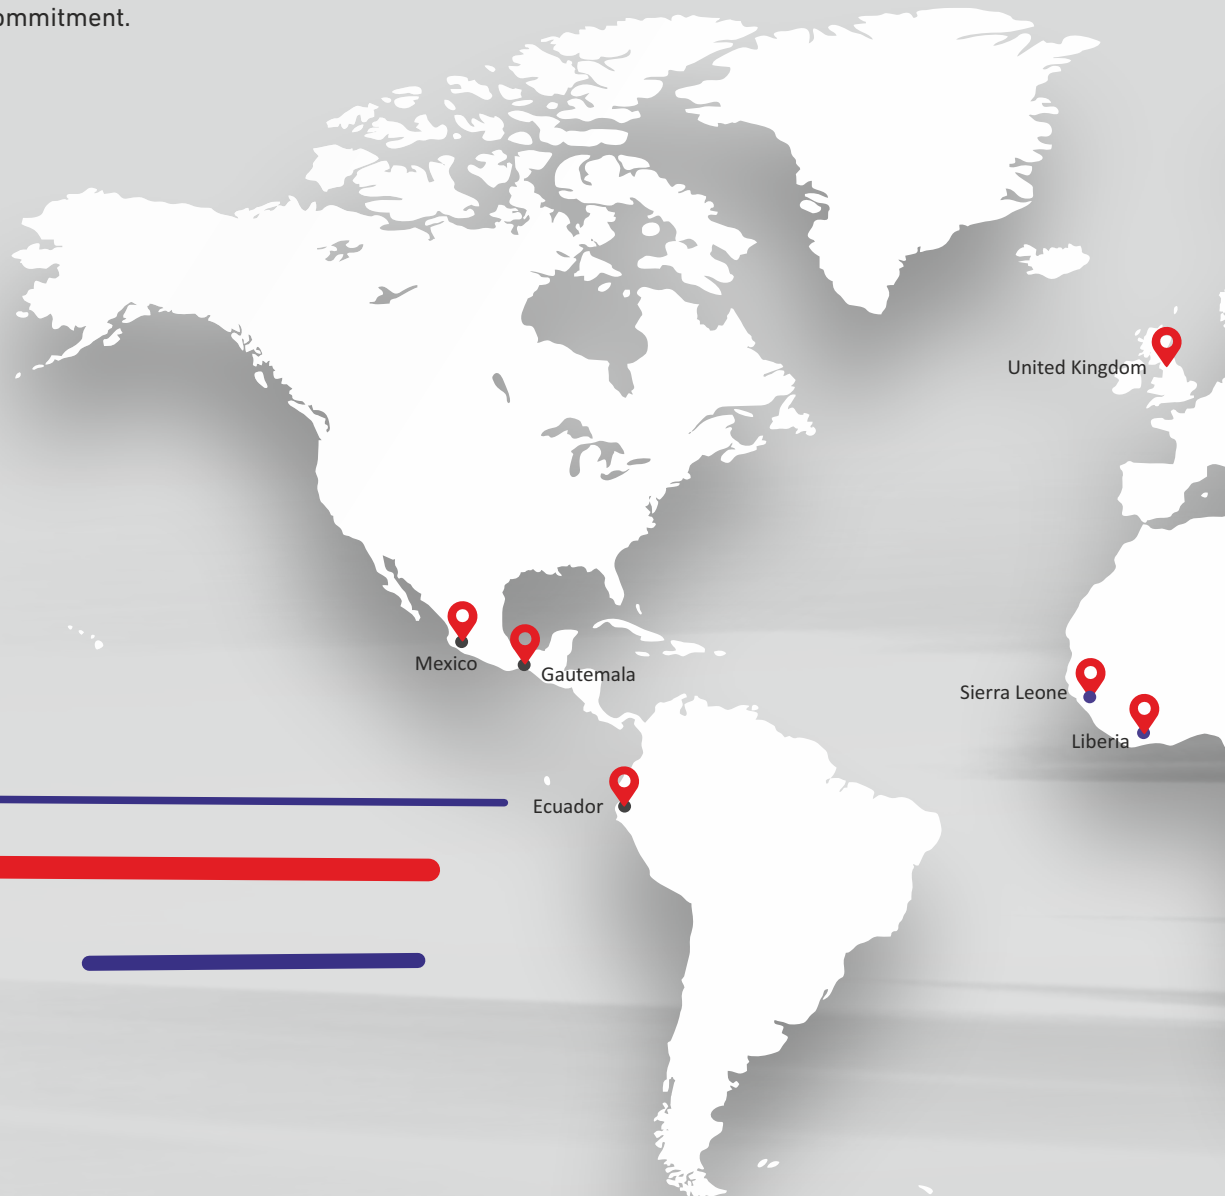 ommitment.
United Kingdom
Mexico
Gautemala
Sierra Leone
Liberia
Ecuador